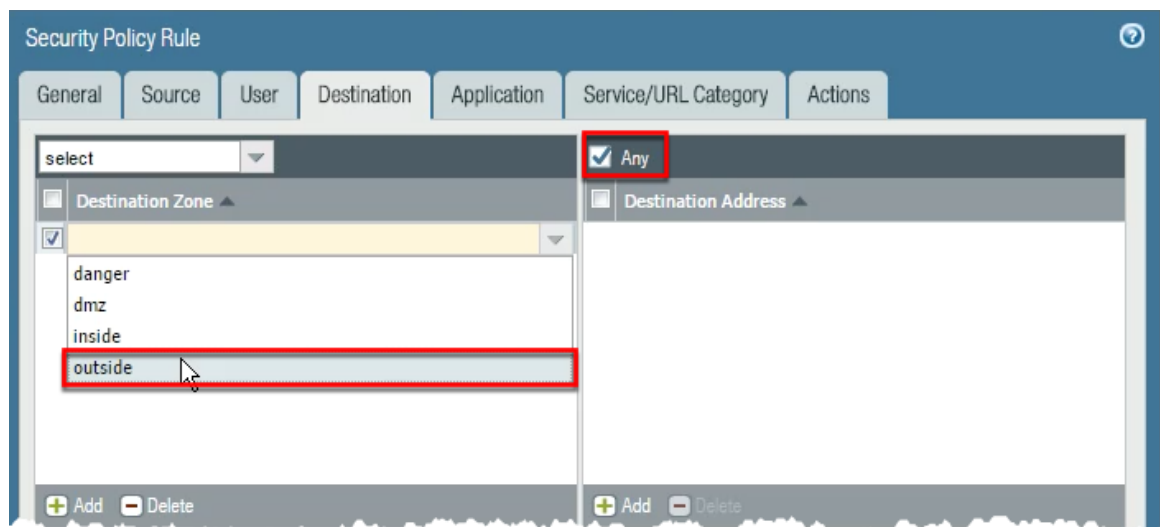 Security Policy Rule
General Source User Destination Application Service/URL Category Actions
select
Any
Destination Zone
Destination Address
danger
dmz
inside
outside
Add Delete
Add Delete